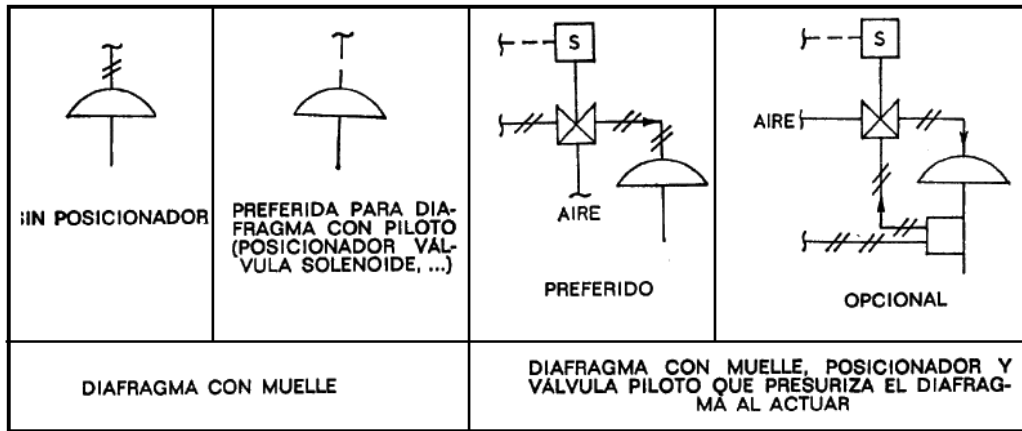 :IN POSICIONADOR
PREFERIDA PARA DIA-
FRAGMA CON PILOTO
(POSICIONADOR VÁL-
VULA SOLENOIDE, ...)
S
AIRE
PREFERIDO
S
AIRE
OPCIONAL
DIAFRAGMA CON MUELLE
DIAFRAGMA CON MUELLE, POSICIONADOR Y
VÁLVULA PILOTO QUE PRESURIZA EL DIAFRAG-
MA AL ACTUAR